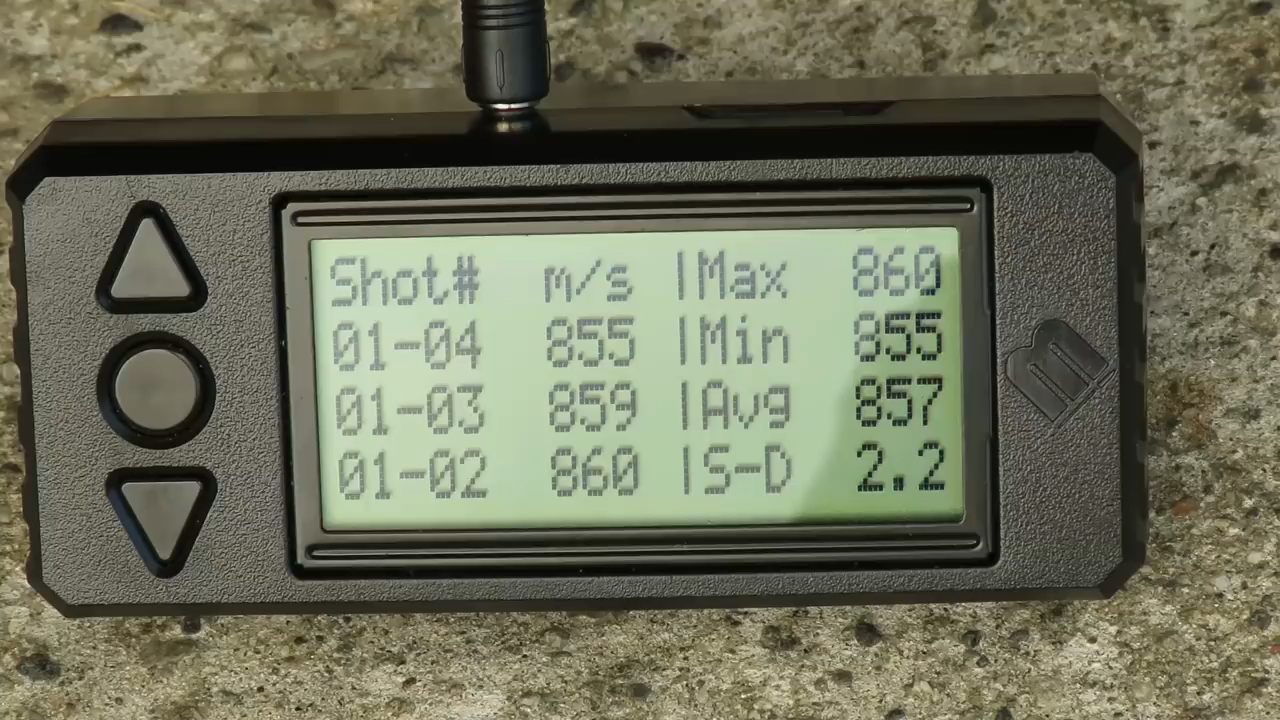 Shot# m/s |Max 860
01-04 855 |Min 855
01-03 859 |Avg 857
01-02 860 |S-D 2.2